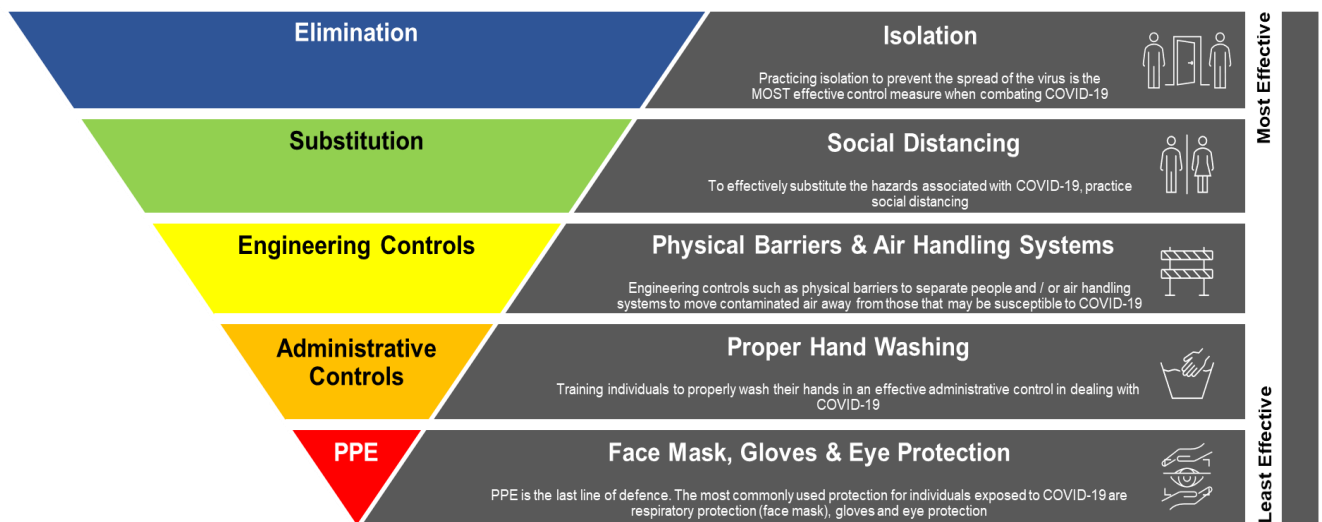 Elimination
Isolation
Practicing isolation to prevent the spread of the virus is the
MOST effective control measure when combating COVID-19
Most Effective
Substitution
Social Distancing
To effectively substitute the hazards associated with COVID-19, practice
social distancing
Engineering Controls
Physical Barriers & Air Handling Systems
Engineering controls such as physical barriers to separate people and / or air handling
systems to move contaminated air away from those that may be susceptible to COVID-19
Administrative
Controls
Proper Hand Washing
Training individuals to properly wash their hands in an effective administrative control in dealing with
COVID-19
PPE
Face Mask, Gloves & Eye Protection
PPE is the last line of defence. The most commonly used protection for individuals exposed to COVID-19 are
respiratory protection (face mask), gloves and eye protection
Least Effective